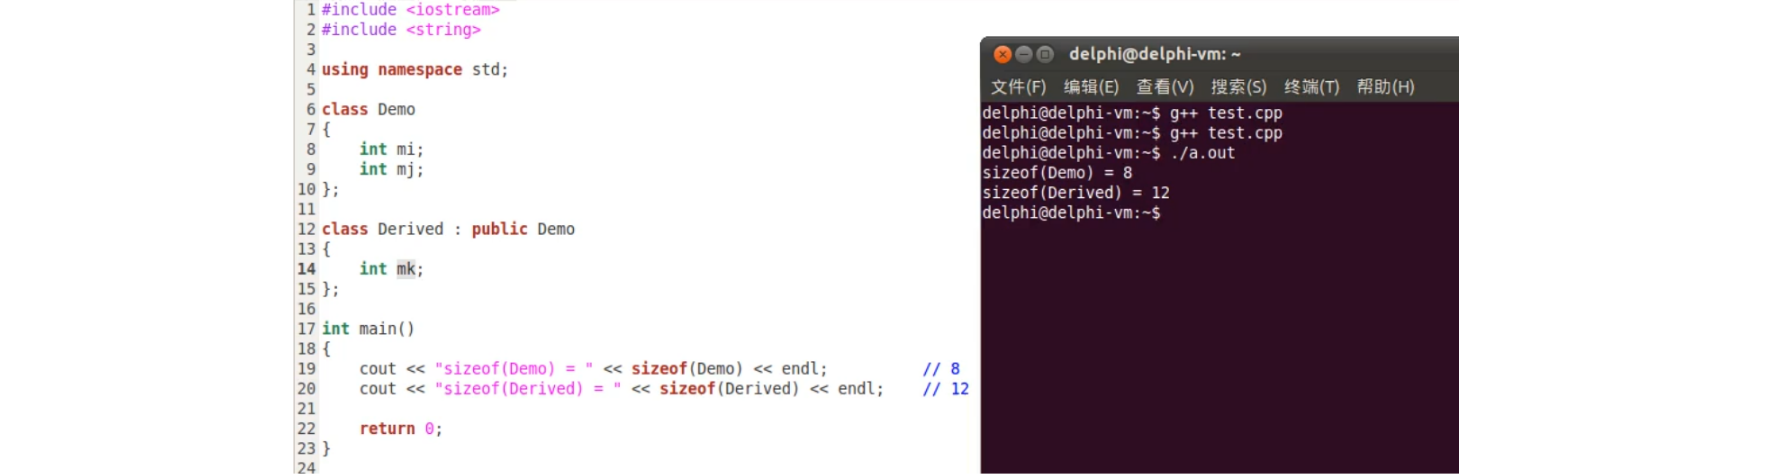 1 #include <iostream>
2 #include <string>
3
4 using namespace std;
5
6 class Demo
7 {
8     int mi;
9     int mj;
10 };
11
12 class Derived : public Demo
13 {
14     int mk;
15 };
16
17 int main()
18 {
19     cout << "sizeof(Demo) = " << sizeof(Demo) << endl;          // 8
20     cout << "sizeof(Derived) = " << sizeof(Derived) << endl;    // 12
21
22     return 0;
23 }
24
delphi@delphi-vm: ~
文件(F) 编辑(E) 查看(V) 搜索(S) 终端(T) 帮助(H)
delphi@delphi-vm:~$ g++ test.cpp
delphi@delphi-vm:~$ g++ test.cpp
delphi@delphi-vm:~$ ./a.out
sizeof(Demo) = 8
sizeof(Derived) = 12
delphi@delphi-vm:~$